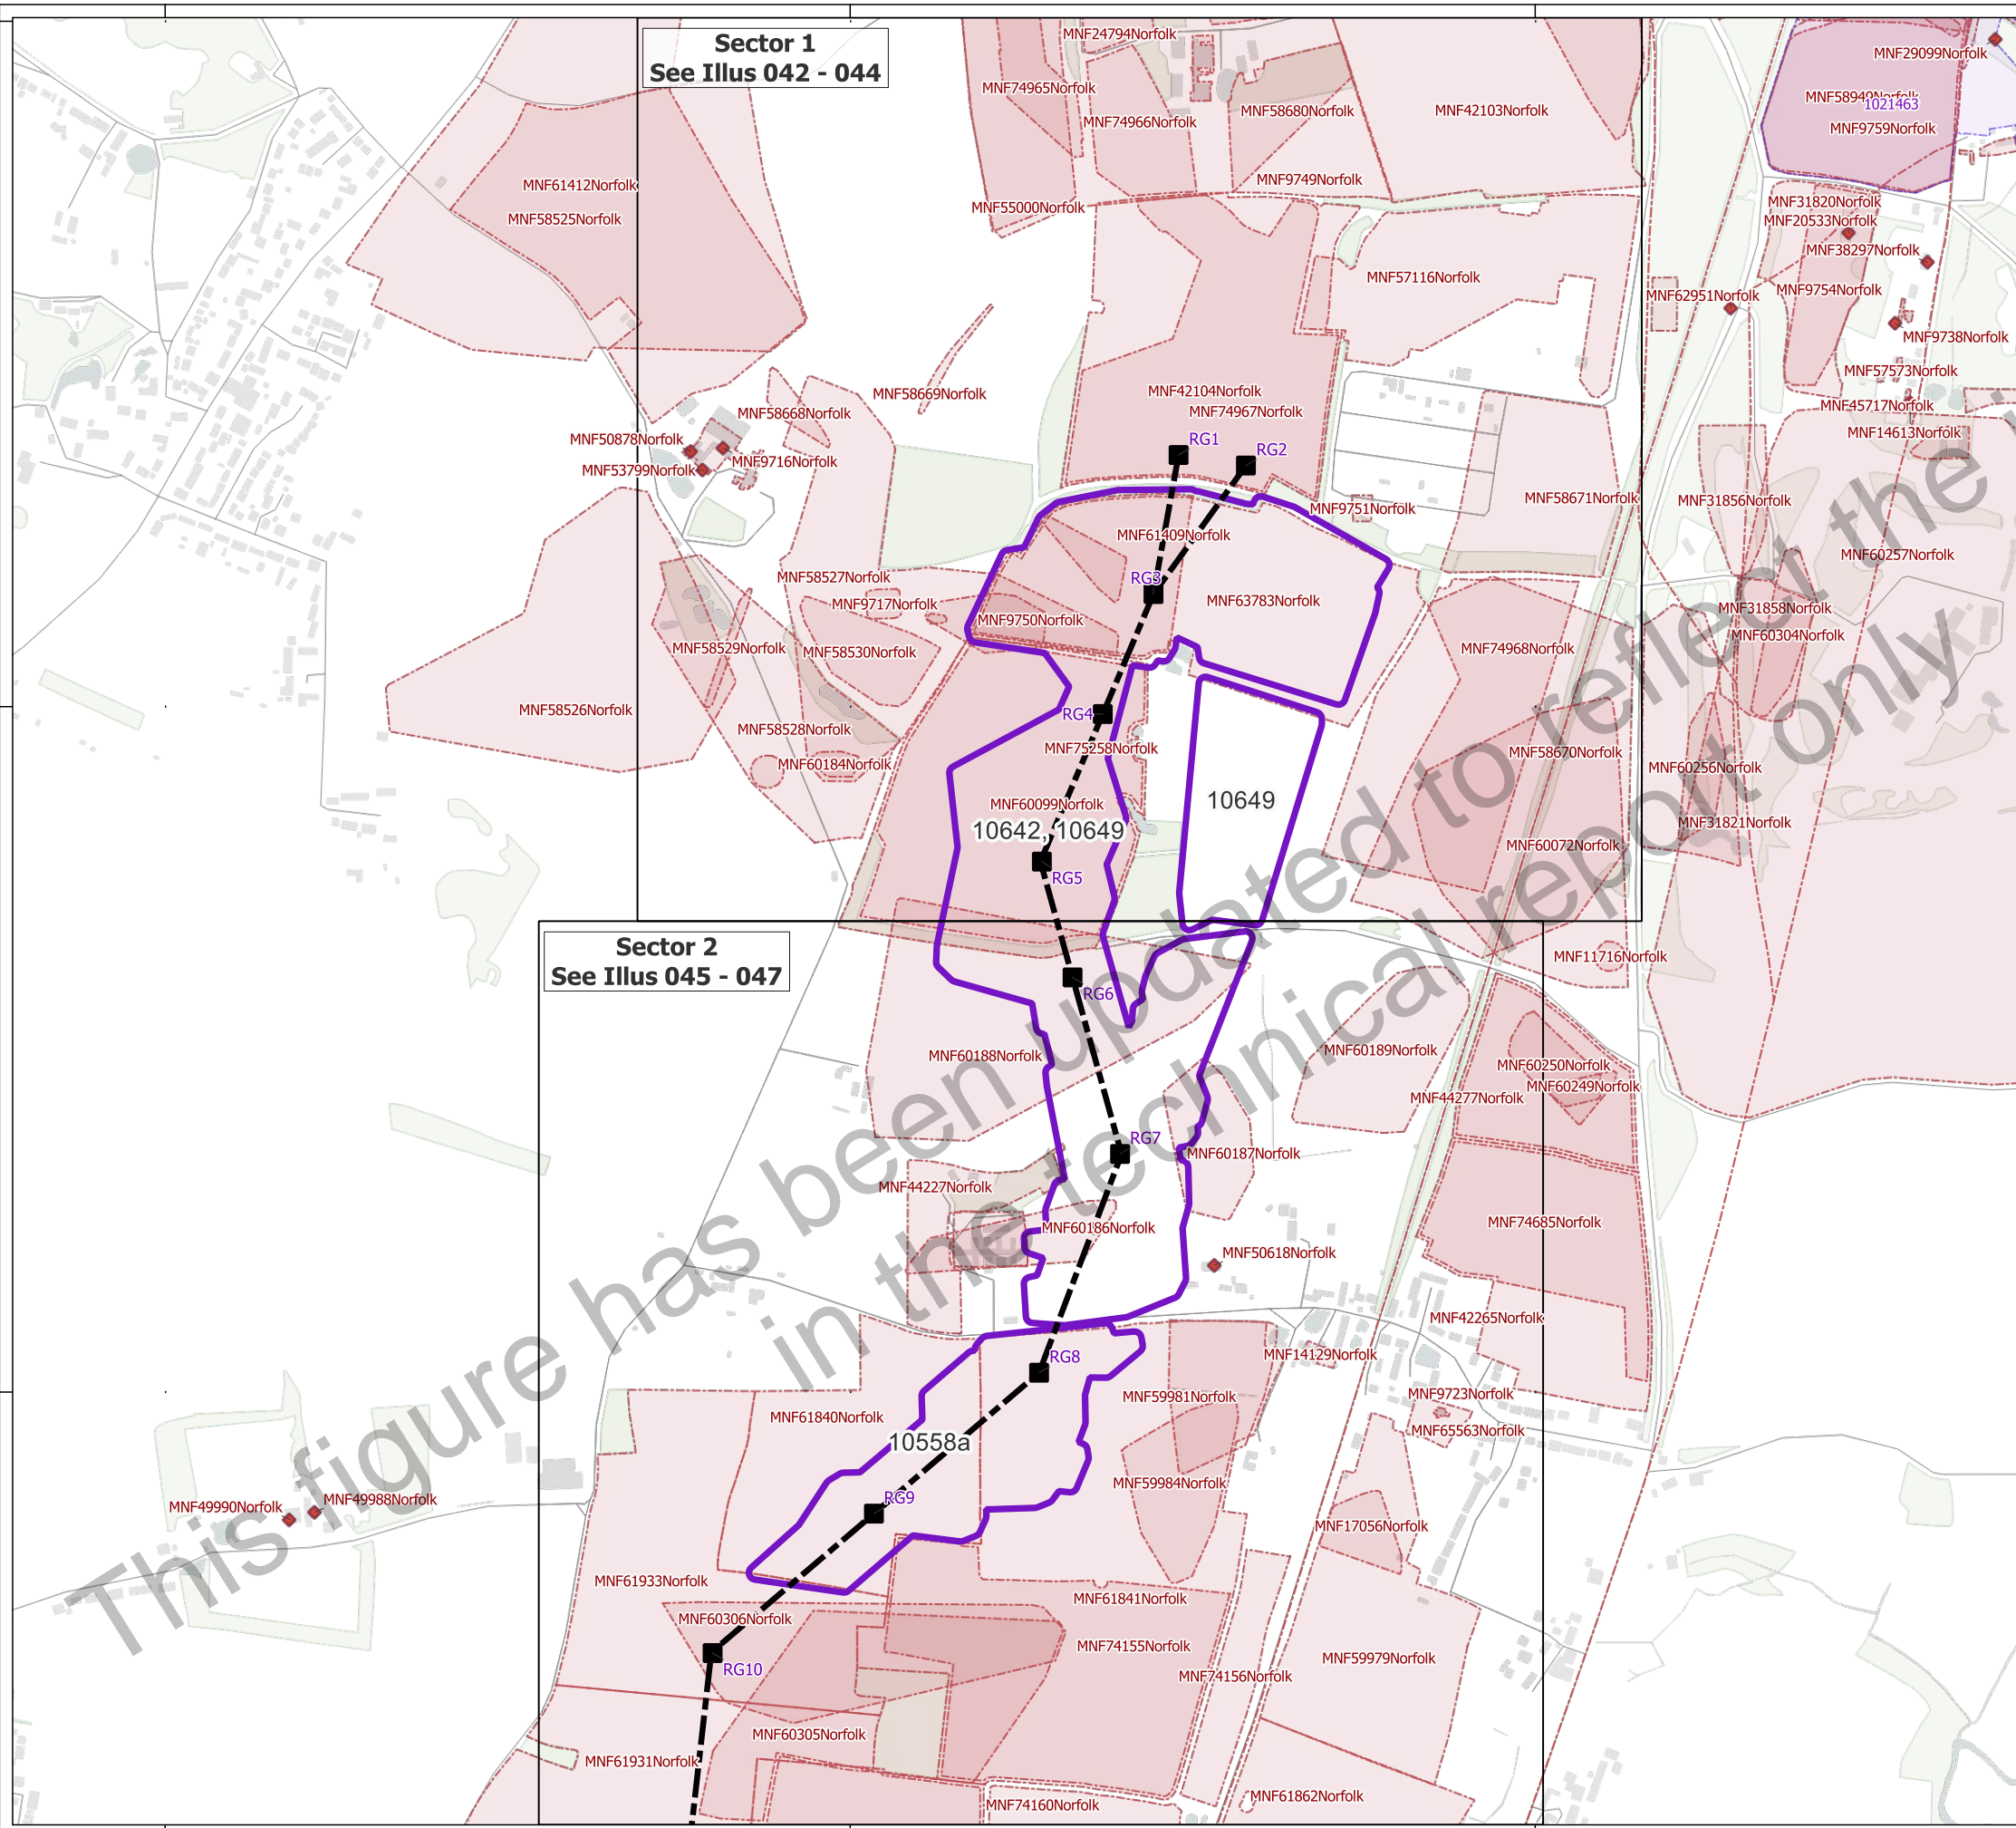 Sector 1
See Illus 042 - 044
MNF24794Norfolk
MNF29099Norfolk
MNF74965Norfolk
MNF58949Norfolk
1021463
MNF58680Norfolk
MNF42103Norfolk
MNF74966Norfolk
MNF9759Norfolk
MNF9749Norfolk
MNF61412Norfolk
MNF58525Norfolk
MNF55000Norfolk
MNF31820Norfolk
MNF20533Norfolk
MNF38297Norfolk
MNF57116Norfolk
MNF9754Norfolk
MNF62951Norfolk
MNF9738Norfolk
MNF57573Norfolk
MNF58669Norfolk
MNF42104Norfolk
MNF74967Norfolk
MNF45717Norfolk
MNF58668Norfolk
MNF14613Norfolk
MNF50878Norfolk
RG1
RG2
MNF9716Norfolk
MNF53799Norfolk
MNF58671Norfolk
MNF31856Norfolk
MNF9751Norfolk
MNF61409Norfolk
MNF60257Norfolk
MNF58527Norfolk
RG3
MNF9717Norfolk
MNF63783Norfolk
MNF31858Norfolk
MNF9750Norfolk
MNF60304Norfolk
MNF58529Norfolk
MNF58530Norfolk
MNF74968Norfolk
MNF58526Norfolk
RG4
MNF58528Norfolk
MNF75258Norfolk
MNF58670Norfolk
MNF60184Norfolk
MNF60256Norfolk
MNF60099Norfolk
10649
10642, 10649
MNF31821Norfolk
MNF60072Norfolk
RG5
Sector 2
See Illus 045 - 047
MNF11716Norfolk
RG6
MNF60188Norfolk
MNF60189Norfolk
MNF60250Norfolk
MNF60249Norfolk
MNF44277Norfolk
RG7
MNF60187Norfolk
MNF44227Norfolk
MNF60186Norfolk
MNF74685Norfolk
MNF50618Norfolk
MNF42265Norfolk
RG8
MNF14129Norfolk
MNF59981Norfolk
MNF9723Norfolk
MNF61840Norfolk
MNF65563Norfolk
10558a
MNF59984Norfolk
RG9
MNF49990Norfolk
MNF49988Norfolk
MNF17056Norfolk
MNF61933Norfolk
MNF61841Norfolk
MNF60306Norfolk
MNF74155Norfolk
MNF59979Norfolk
RG10
MNF74156Norfolk
MNF60305Norfolk
MNF61931Norfolk
MNF61862Norfolk
MNF74160Norfolk
This figure has been updated to reflect the
in the technical report only